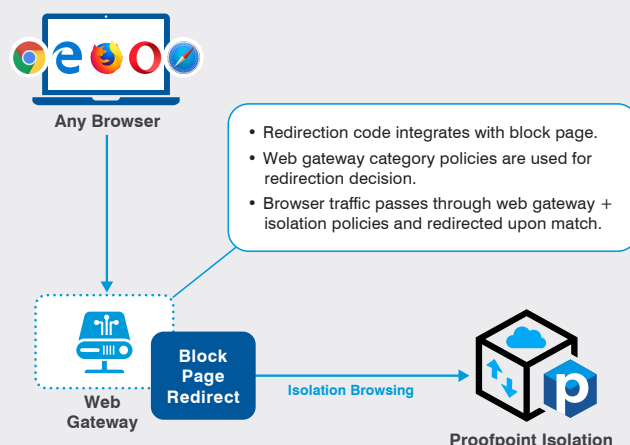 Any Browser
• Redirection code integrates with block page.
• Web gateway category policies are used for
redirection decision.
• Browser traffic passes through web gateway +
isolation policies and redirected upon match.
Block
Page
Redirect
Isolation Browsing
Web
Gateway
p
Proofpoint Isolation